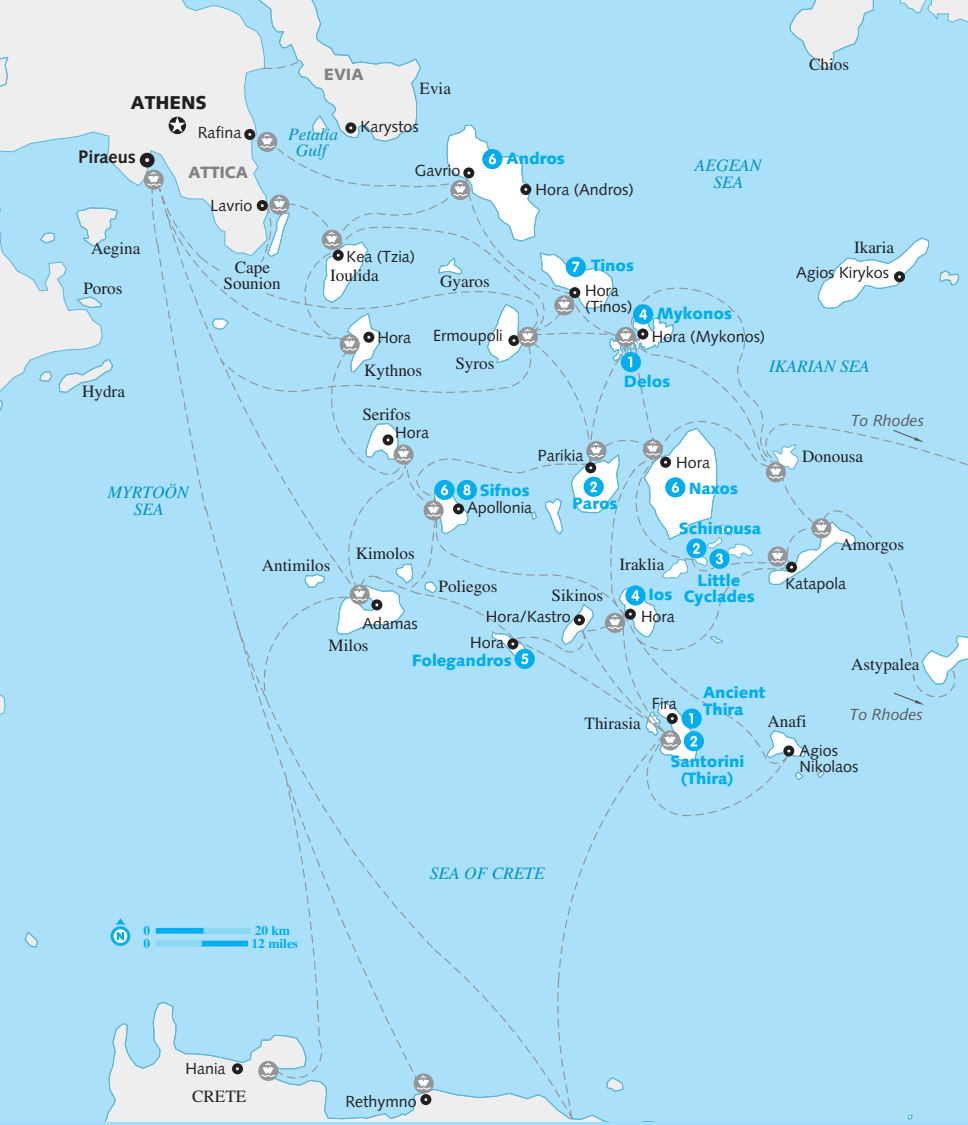 Chios
EVIA
Evia
ATHENS
Karystos
Rafina
Petalia
Gulf
Piraeus
ATTICA
Gavrio
6 Andros
AEGEAN
SEA
Hora (Andros)
Lavrio
Aegina
Kea (Tzia)
Ioulida
Cape
Sounion
Gyaros
7 Tinos
Hora
(Tinos)
Ikaria
Agios Kirykos
Poros
4 Mykonos
Hora (Mykonos)
Ermoupoli
Syros
Hora
Kythnos
1
Delos
IKARIAN SEA
Hydra
Serifos
Hora
To Rhodes
Parikia
Hora
Donousa
MYRTOÖN
SEA
6 8 Sifnos
Apollonia
2
Paros
6 Naxos
Schinousa
2
3
Little
Cyclades
Amorgos
Kimolos
Antimilos
Poliegos
Iraklia
Katapola
Sikinos
4 Ios
Hora/Kastro
Hora
Adamas
Milos
Hora
Folegandros 5
Astypalea
Ancient
Thira
Fira
1
Thirasia
2
Santorini
(Thira)
To Rhodes
Anafi
Agios
Nikolaos
SEA OF CRETE
N
0 20 km
0 12 miles
Hania
CRETE
Rethymno